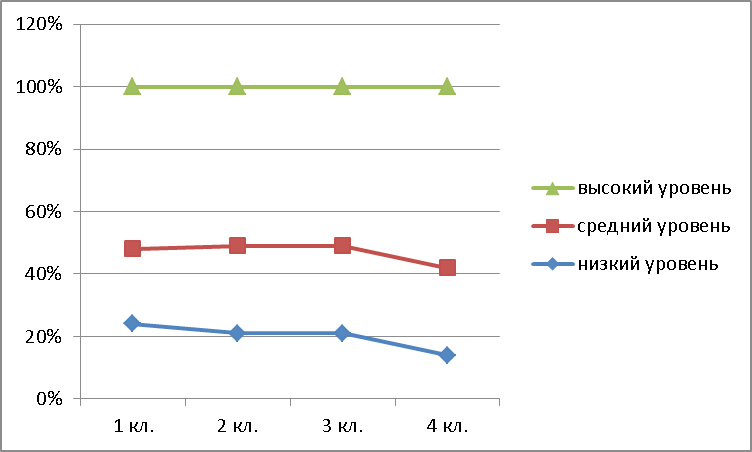 120%
100%
80%
60%
40%
20%
0%
1 кл.
2 кл.
3 кл.
4 кл.
высокий уровень
средний уровень
низкий уровень